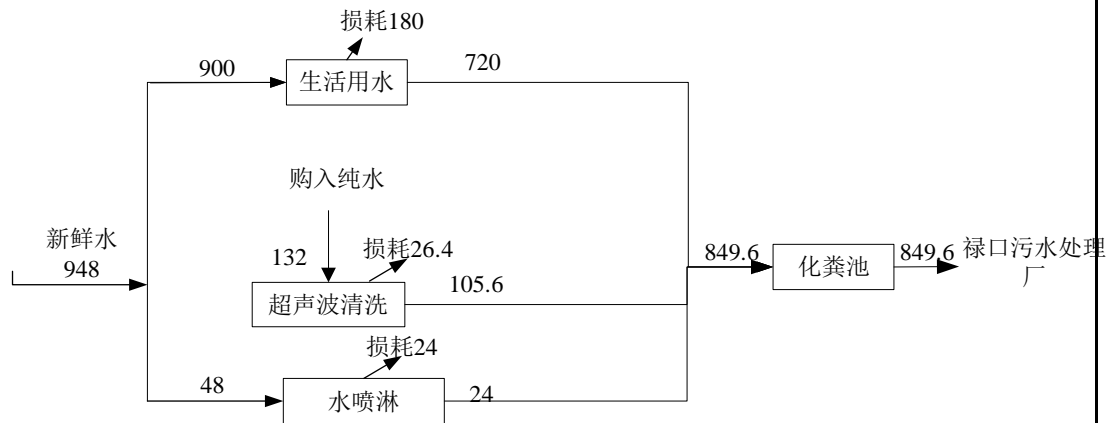 损耗180
900
生活用水
720
购入纯水
新鲜水
948
132
损耗26.4
超声波清洗
105.6
849.6
化粪池
849.6
禄口污水处理
厂
损耗24
48
水喷淋
24